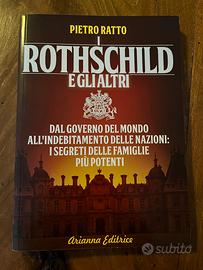 PIETRO RATTO
I
ROTHSCHILD
E GLI ALTRI
DAL GOVERNO DEL MONDO
ALL'INDEBITAMENTO DELLE NAZIONI:
I SEGRETI DELLE FAMIGLIE
PIÙ POTENTI
Arianna Editrice
subito